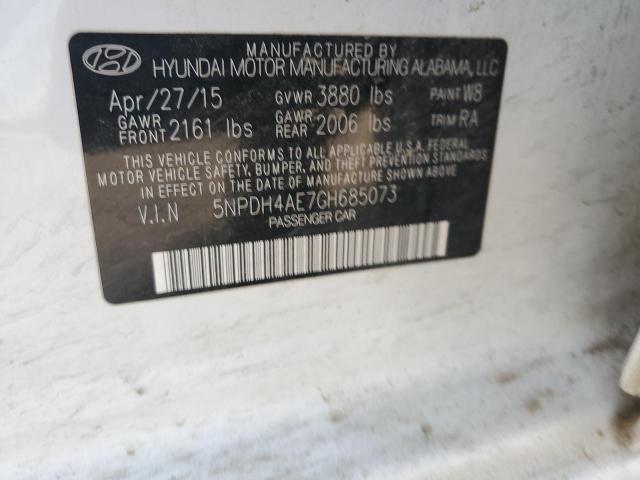 MANUFACTURED BY
HYUNDAI MOTOR MANUFACTURING ALABAMA, LLC
Apr/27/15 GVWR 3880 lbs PAINT W8
GAWR FRONT 2161 lbs GAWR REAR 2006 lbs TRIM RA
THIS VEHICLE CONFORMS TO ALL APPLICABLE U.S.A. FEDERAL
MOTOR VEHICLE SAFETY, BUMPER, AND THEFT PREVENTION STANDARDS
IN EFFECT ON THE DATE OF MANUFACTURE SHOWN ABOVE
V.I.N 5NPDH4AE7GH685073
PASSENGER CAR